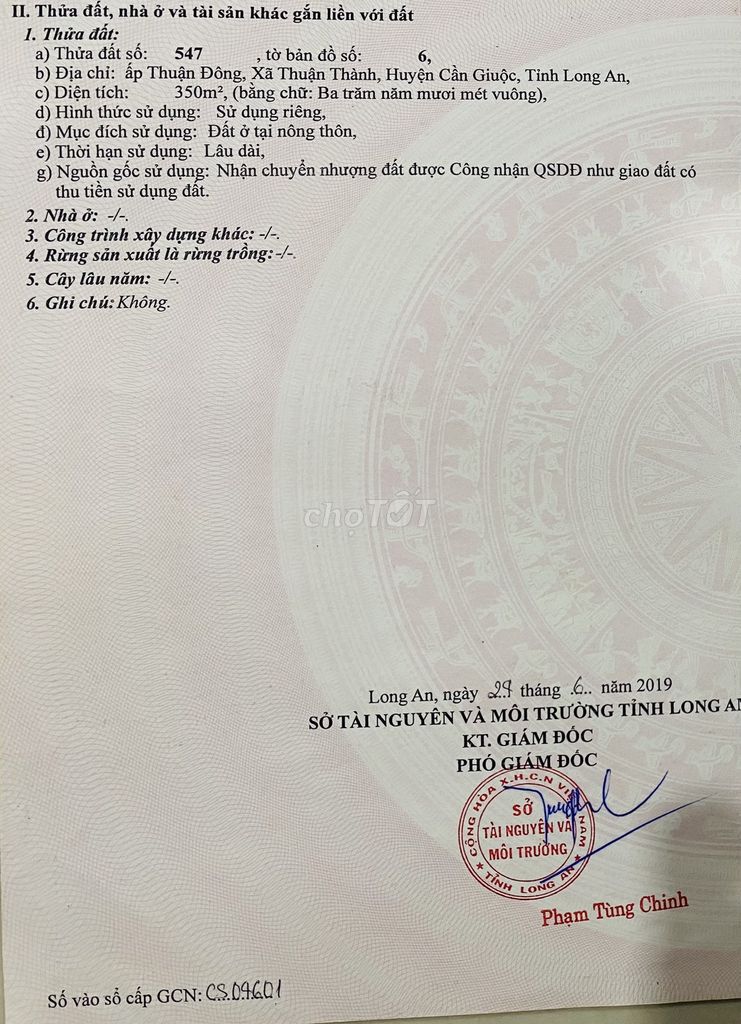 II. Thửa đất, nhà ở và tài sản khác gắn liền với đất
1. Thửa đất:
a) Thửa đất số: 547 , tờ bản đồ số: 6,
b) Địa chỉ: ấp Thuận Đông, Xã Thuận Thành, Huyện Cần Giuộc, Tỉnh Long An,
c) Diện tích: 350m², (bằng chữ: Ba trăm năm mươi mét vuông),
d) Hình thức sử dụng: Sử dụng riêng,
đ) Mục đích sử dụng: Đất ở tại nông thôn,
e) Thời hạn sử dụng: Lâu dài,
g) Nguồn gốc sử dụng: Nhận chuyển nhượng đất được Công nhận QSDĐ như giao đất có
thu tiền sử dụng đất.
2. Nhà ở: -/-.
3. Công trình xây dựng khác: -/-.
4. Rừng sản xuất là rừng trồng: -/-.
5. Cây lâu năm: -/-.
6. Ghi chú: Không.
chợTỐT
Long An, ngày tháng .6.. năm 2019
SỞ TÀI NGUYÊN VÀ MÔI TRƯỜNG TỈNH LONG AN
KT. GIÁM ĐỐC
PHÓ GIÁM ĐỐC
CỘNG HÒA X.H.C.N VIỆT NAM
SỞ
TÀI NGUYÊN VÀ
MÔI TRƯỜNG
★ TỈNH LONG AN ★
Phạm Tùng Chinh
Số vào sổ cấp GCN: